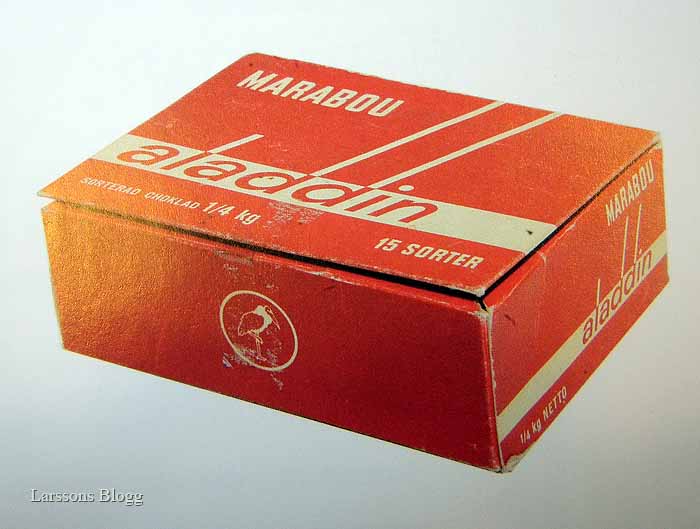 MARABOU
aladdin
SORTERAD CHOKLAD 1/4 kg
15 SORTER
MARABOU
aladdin
1/4 kg NETTO
Larssons Blogg